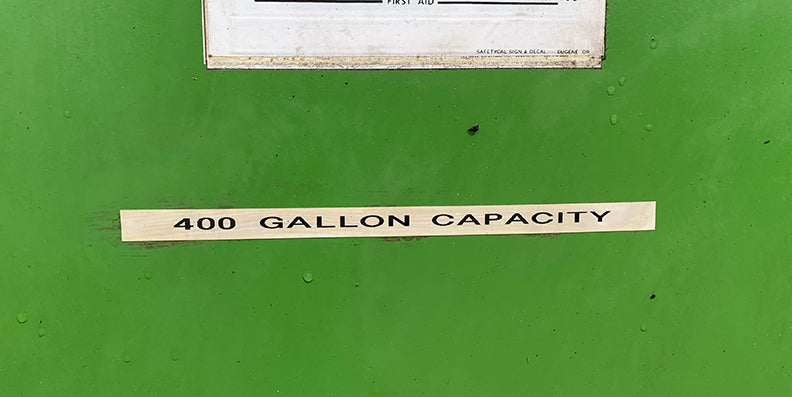 FIRST AID
SAFETYCAL SIGN & DECAL EUGENE OR
400 GALLON CAPACITY